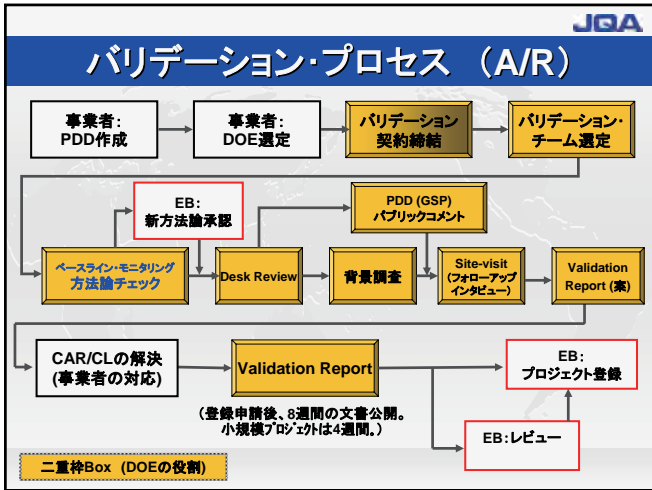 JQA
バリデーション・プロセス （A/R）
事業者：
PDD作成
事業者：
DOE選定
バリデーション
契約締結
バリデーション・
チーム選定
EB：
新方法論承認
PDD (GSP)
パブリックコメント
ベースライン・モニタリング
方法論チェック
Desk Review
背景調査
Site-visit
(フォローアップ
インタビュー)
Validation
Report (案)
CAR/CLの解決
(事業者の対応)
Validation Report
EB：
プロジェクト登録
(登録申請後、8週間の文書公開。
小規模プロジェクトは4週間。)
EB：レビュー
二重枠Box (DOEの役割)